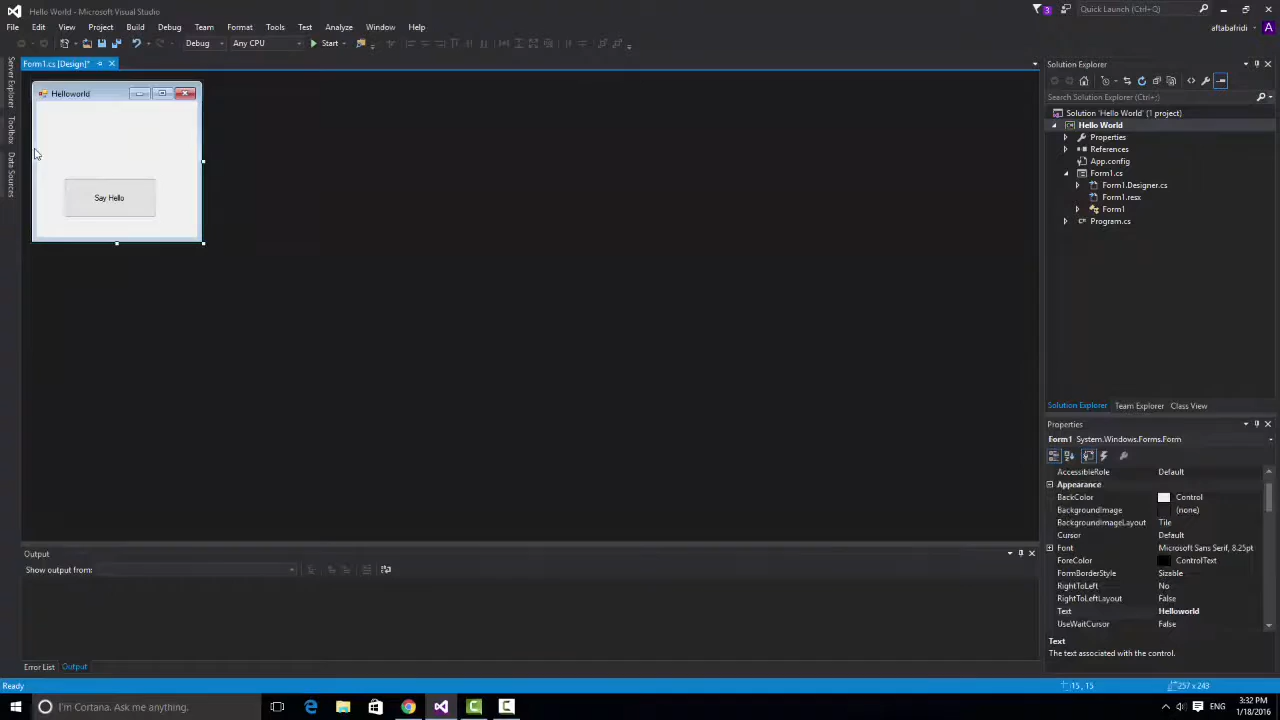 Hello World - Microsoft Visual Studio
3
Quick Launch (Ctrl+Q)
File Edit View Project Build Debug Team Format Tools Test Analyze Window Help
aftabafridi A
Debug Any CPU Start
Form1.cs [Design]*
Server Explorer
Toolbox
Data Sources
Helloworld
Say Hello
Solution Explorer
Search Solution Explorer (Ctrl+;)
Solution 'Hello World' (1 project)
Hello World
Properties
References
App.config
Form1.cs
Form1.Designer.cs
Form1.resx
Form1
Program.cs
Solution Explorer Team Explorer Class View
Properties
Form1 System.Windows.Forms.Form
AccessibleRole Default
Appearance
BackColor Control
BackgroundImage (none)
BackgroundImageLayout Tile
Cursor Default
Font Microsoft Sans Serif, 8.25pt
ForeColor ControlText
FormBorderStyle Sizable
RightToLeft No
RightToLeftLayout False
Text Helloworld
UseWaitCursor False
Text
The text associated with the control.
Output
Show output from:
Error List Output
Ready
15 , 15
257 x 243
I'm Cortana. Ask me anything.
ENG
3:32 PM
1/18/2016